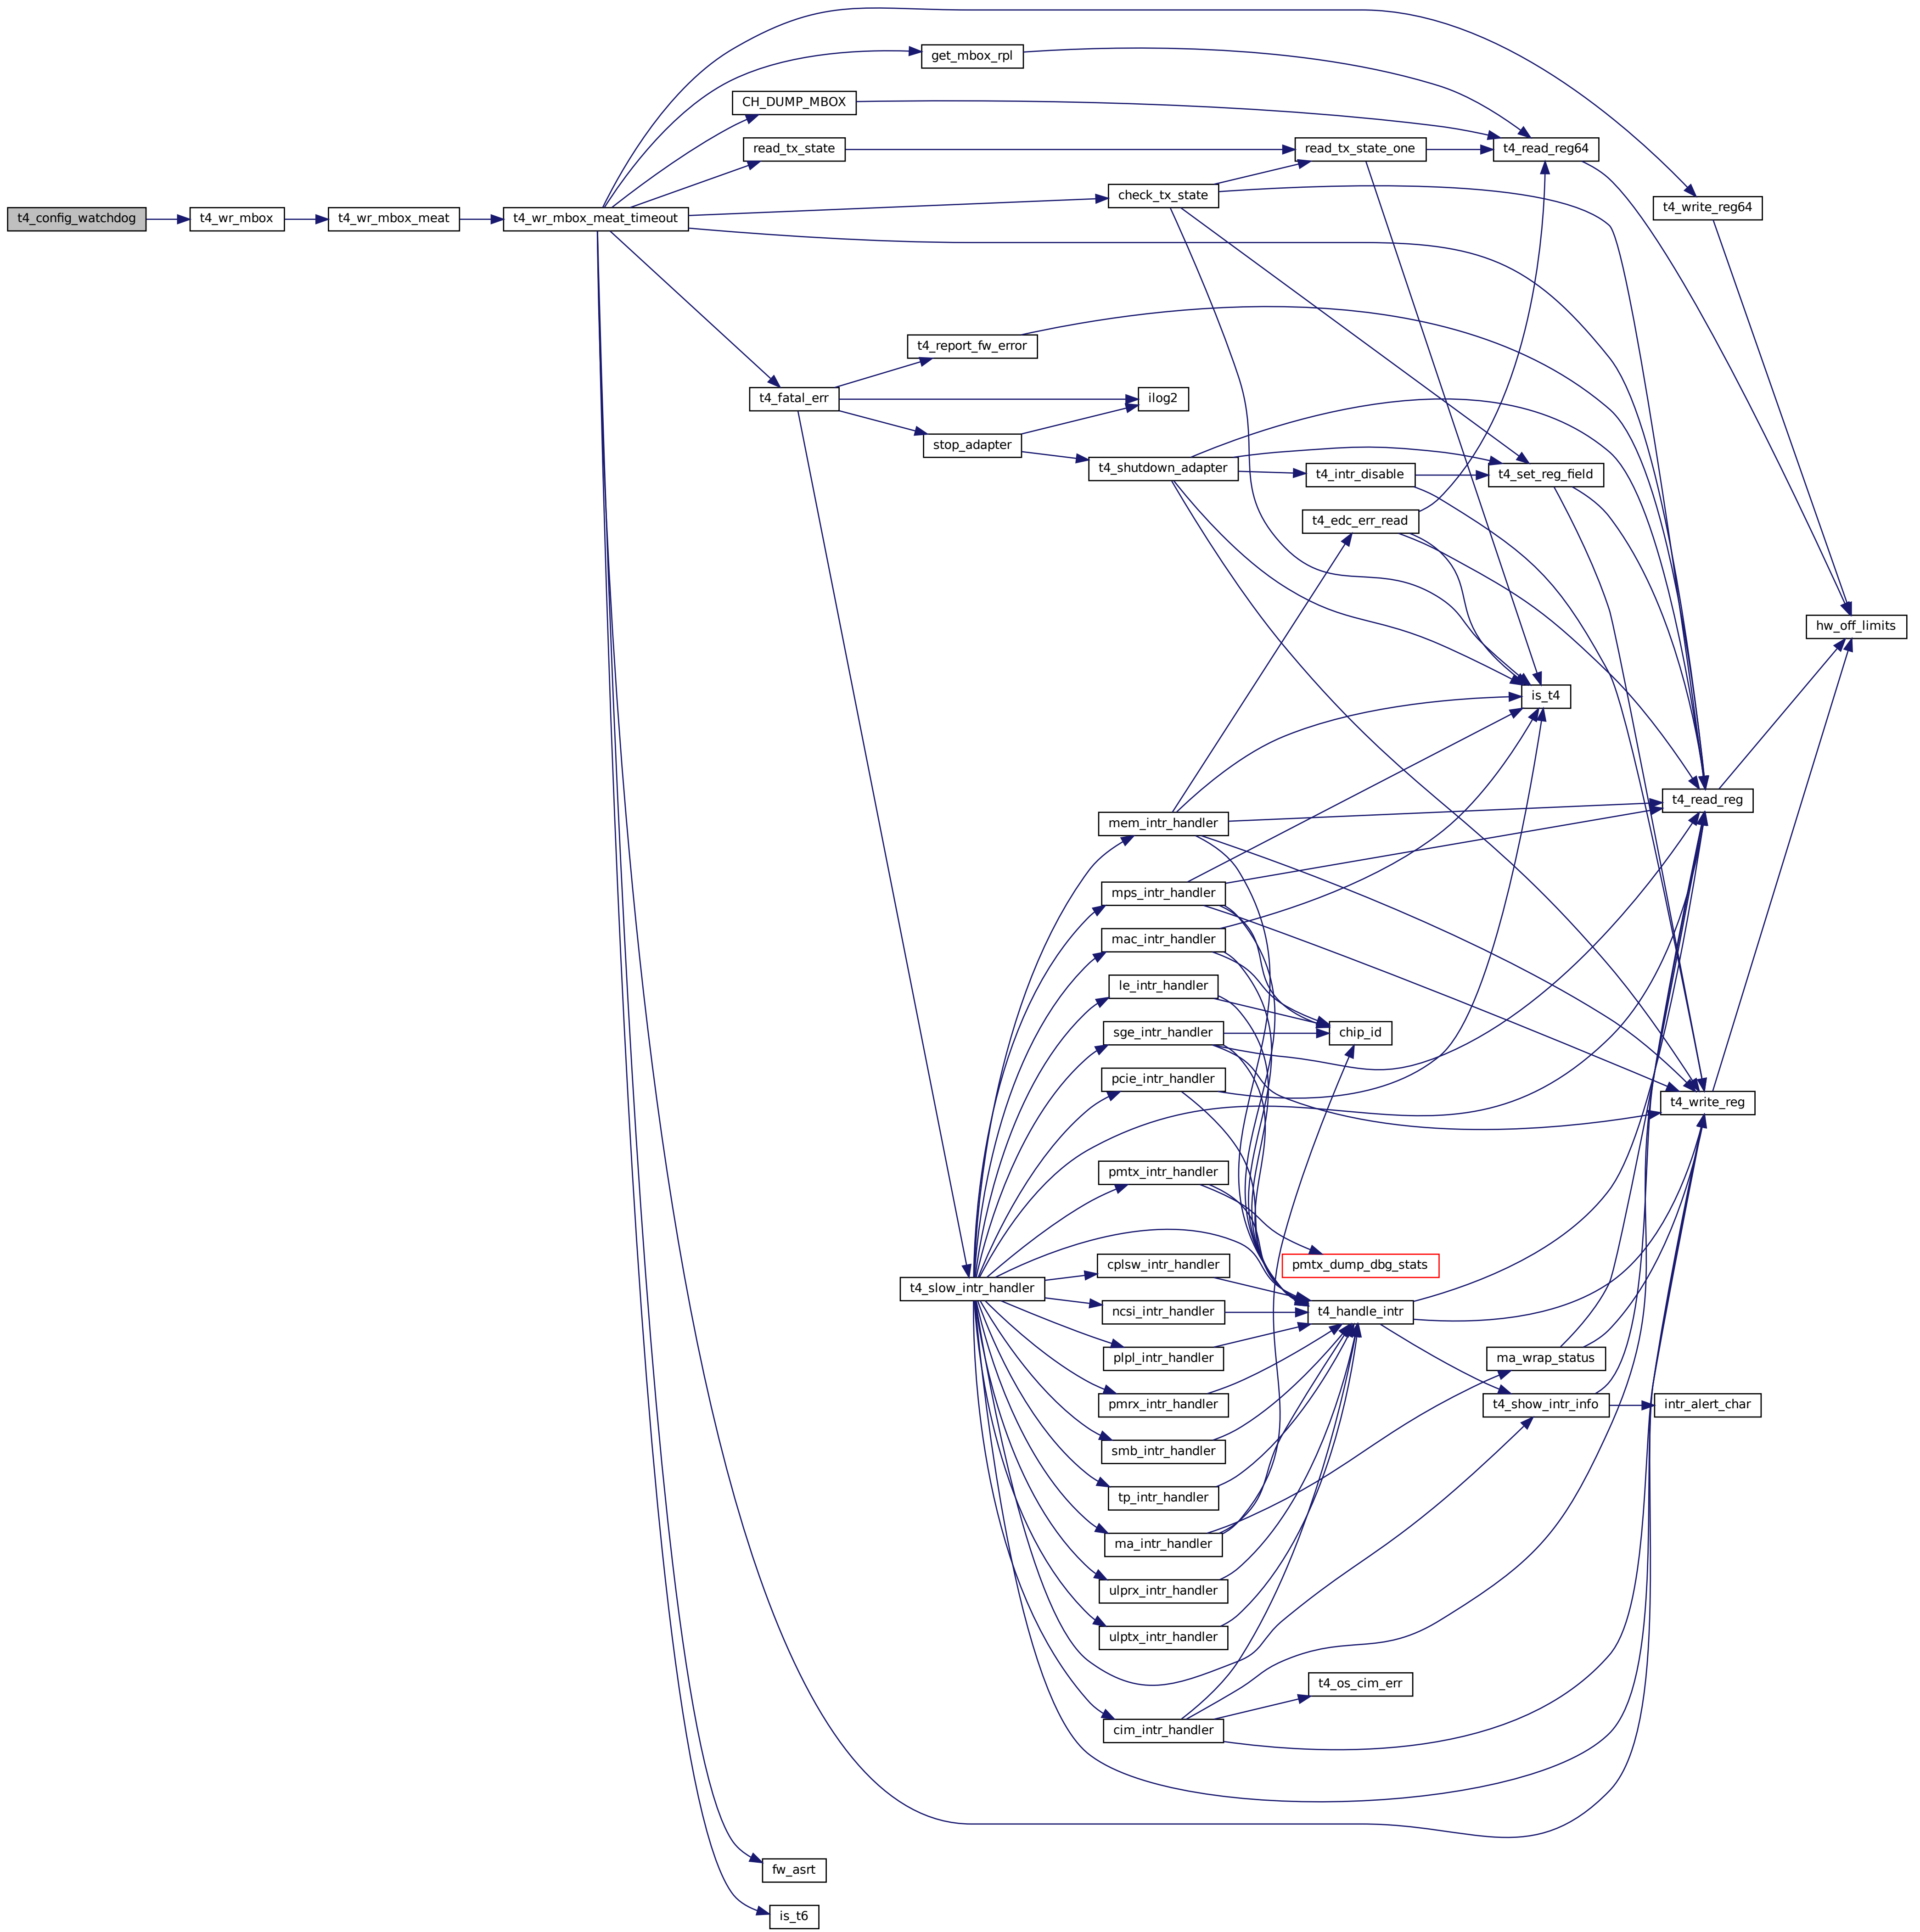 get_mbox_rpl
CH_DUMP_MBOX
read_tx_state
read_tx_state_one
t4_read_reg64
check_tx_state
t4_write_reg64
t4_config_watchdog
t4_wr_mbox
t4_wr_mbox_meat
t4_wr_mbox_meat_timeout
t4_report_fw_error
t4_fatal_err
ilog2
stop_adapter
t4_shutdown_adapter
t4_intr_disable
t4_set_reg_field
t4_edc_err_read
hw_off_limits
is_t4
t4_read_reg
mem_intr_handler
mps_intr_handler
mac_intr_handler
le_intr_handler
sge_intr_handler
chip_id
pcie_intr_handler
t4_write_reg
pmtx_intr_handler
cplsw_intr_handler
pmtx_dump_dbg_stats
t4_slow_intr_handler
ncsi_intr_handler
t4_handle_intr
plpl_intr_handler
ma_wrap_status
pmrx_intr_handler
t4_show_intr_info
intr_alert_char
smb_intr_handler
tp_intr_handler
ma_intr_handler
ulprx_intr_handler
ulptx_intr_handler
t4_os_cim_err
cim_intr_handler
fw_asrt
is_t6